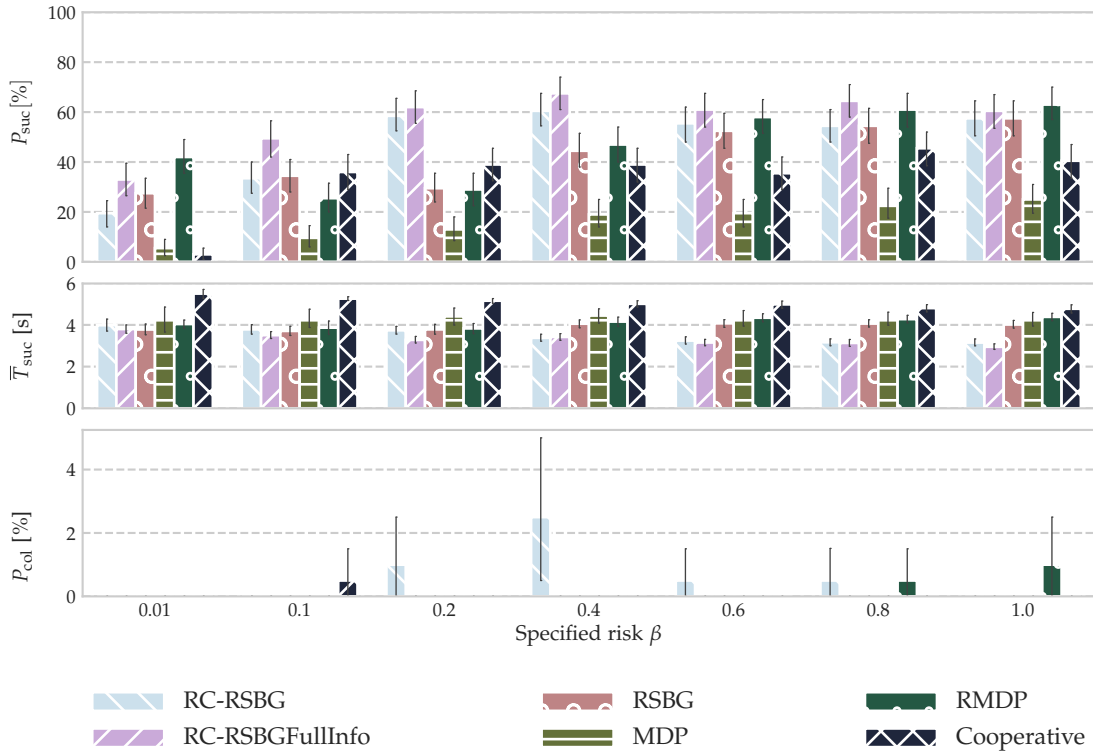 100
80
60
40
20
0
P_suc [%]
6
4
2
0
T̅_suc [s]
4
2
0
P_col [%]
0.01 0.1 0.2 0.4 0.6 0.8 1.0
Specified risk β
RC-RSBG RSBG RMDP
RC-RSBGFullInfo MDP Cooperative